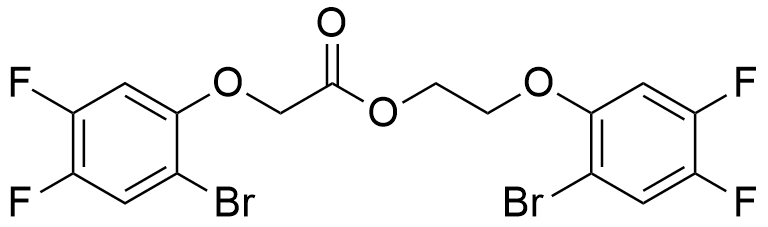 O
F O O F
O
F Br Br F